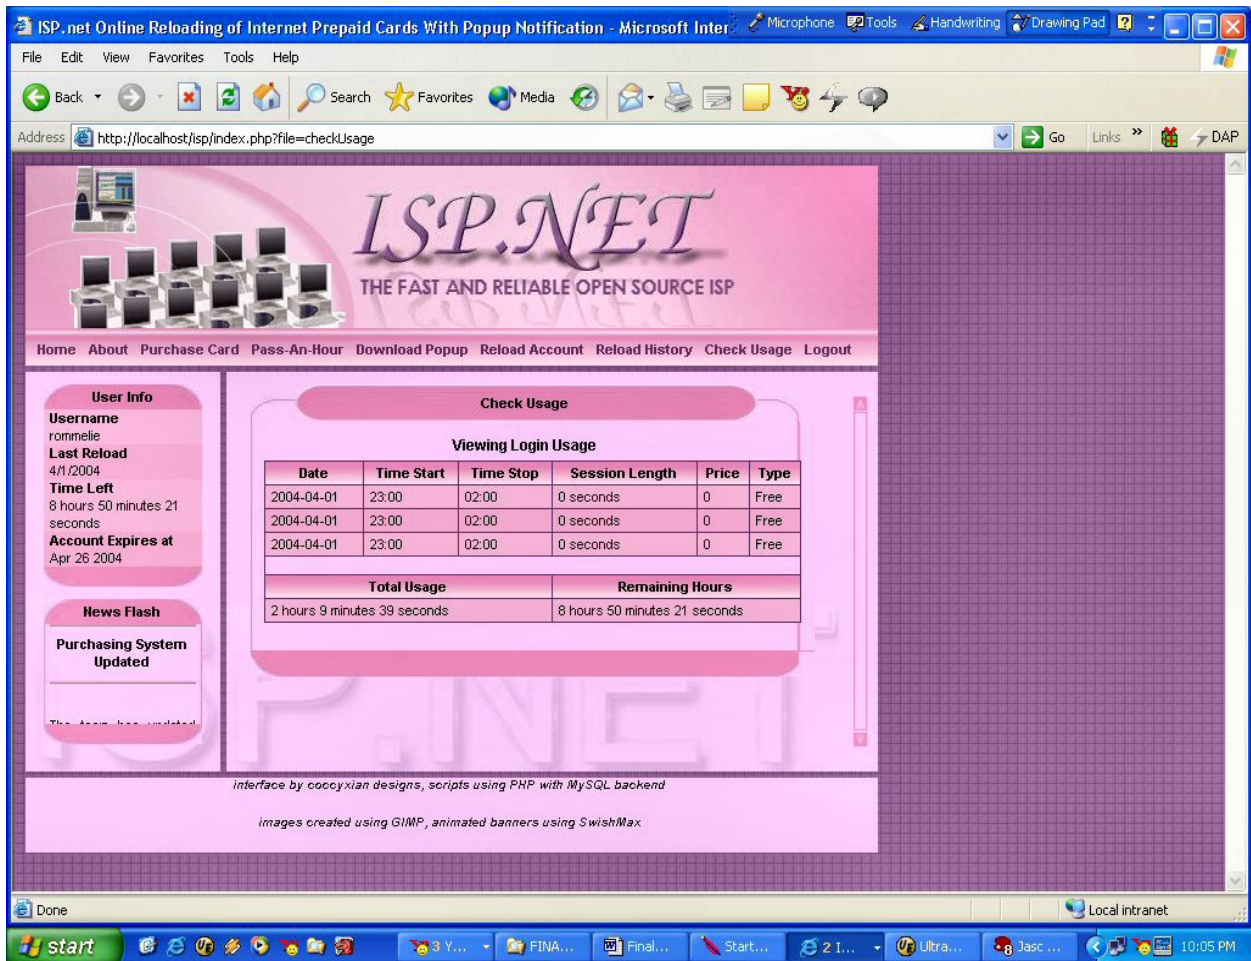 ISP.net Online Reloading of Internet Prepaid Cards With Popup Notification - Microsoft Inter
Microphone Tools Handwriting Drawing Pad
File Edit View Favorites Tools Help
Back Search Favorites Media
Address http://localhost/isp/index.php?file=checkUsage Go Links » DAP
ISP.NET
THE FAST AND RELIABLE OPEN SOURCE ISP
Home About Purchase Card Pass-An-Hour Download Popup Reload Account Reload History Check Usage Logout
User Info
Username
rommelie
Last Reload
4/1/2004
Time Left
8 hours 50 minutes 21
seconds
Account Expires at
Apr 26 2004
News Flash
Purchasing System
Updated
The team has updated
Check Usage
Viewing Login Usage
Date Time Start Time Stop Session Length Price Type
2004-04-01 23:00 02:00 0 seconds 0 Free
2004-04-01 23:00 02:00 0 seconds 0 Free
2004-04-01 23:00 02:00 0 seconds 0 Free
Total Usage Remaining Hours
2 hours 9 minutes 39 seconds 8 hours 50 minutes 21 seconds
ISP.NET
interface by coccyxian designs, scripts using PHP with MySQL backend
images created using GIMP, animated banners using SwishMax
Done Local intranet
start 3 Y... FINA... Final... Start... 2 I... Ultra... Jasc ... 10:05 PM